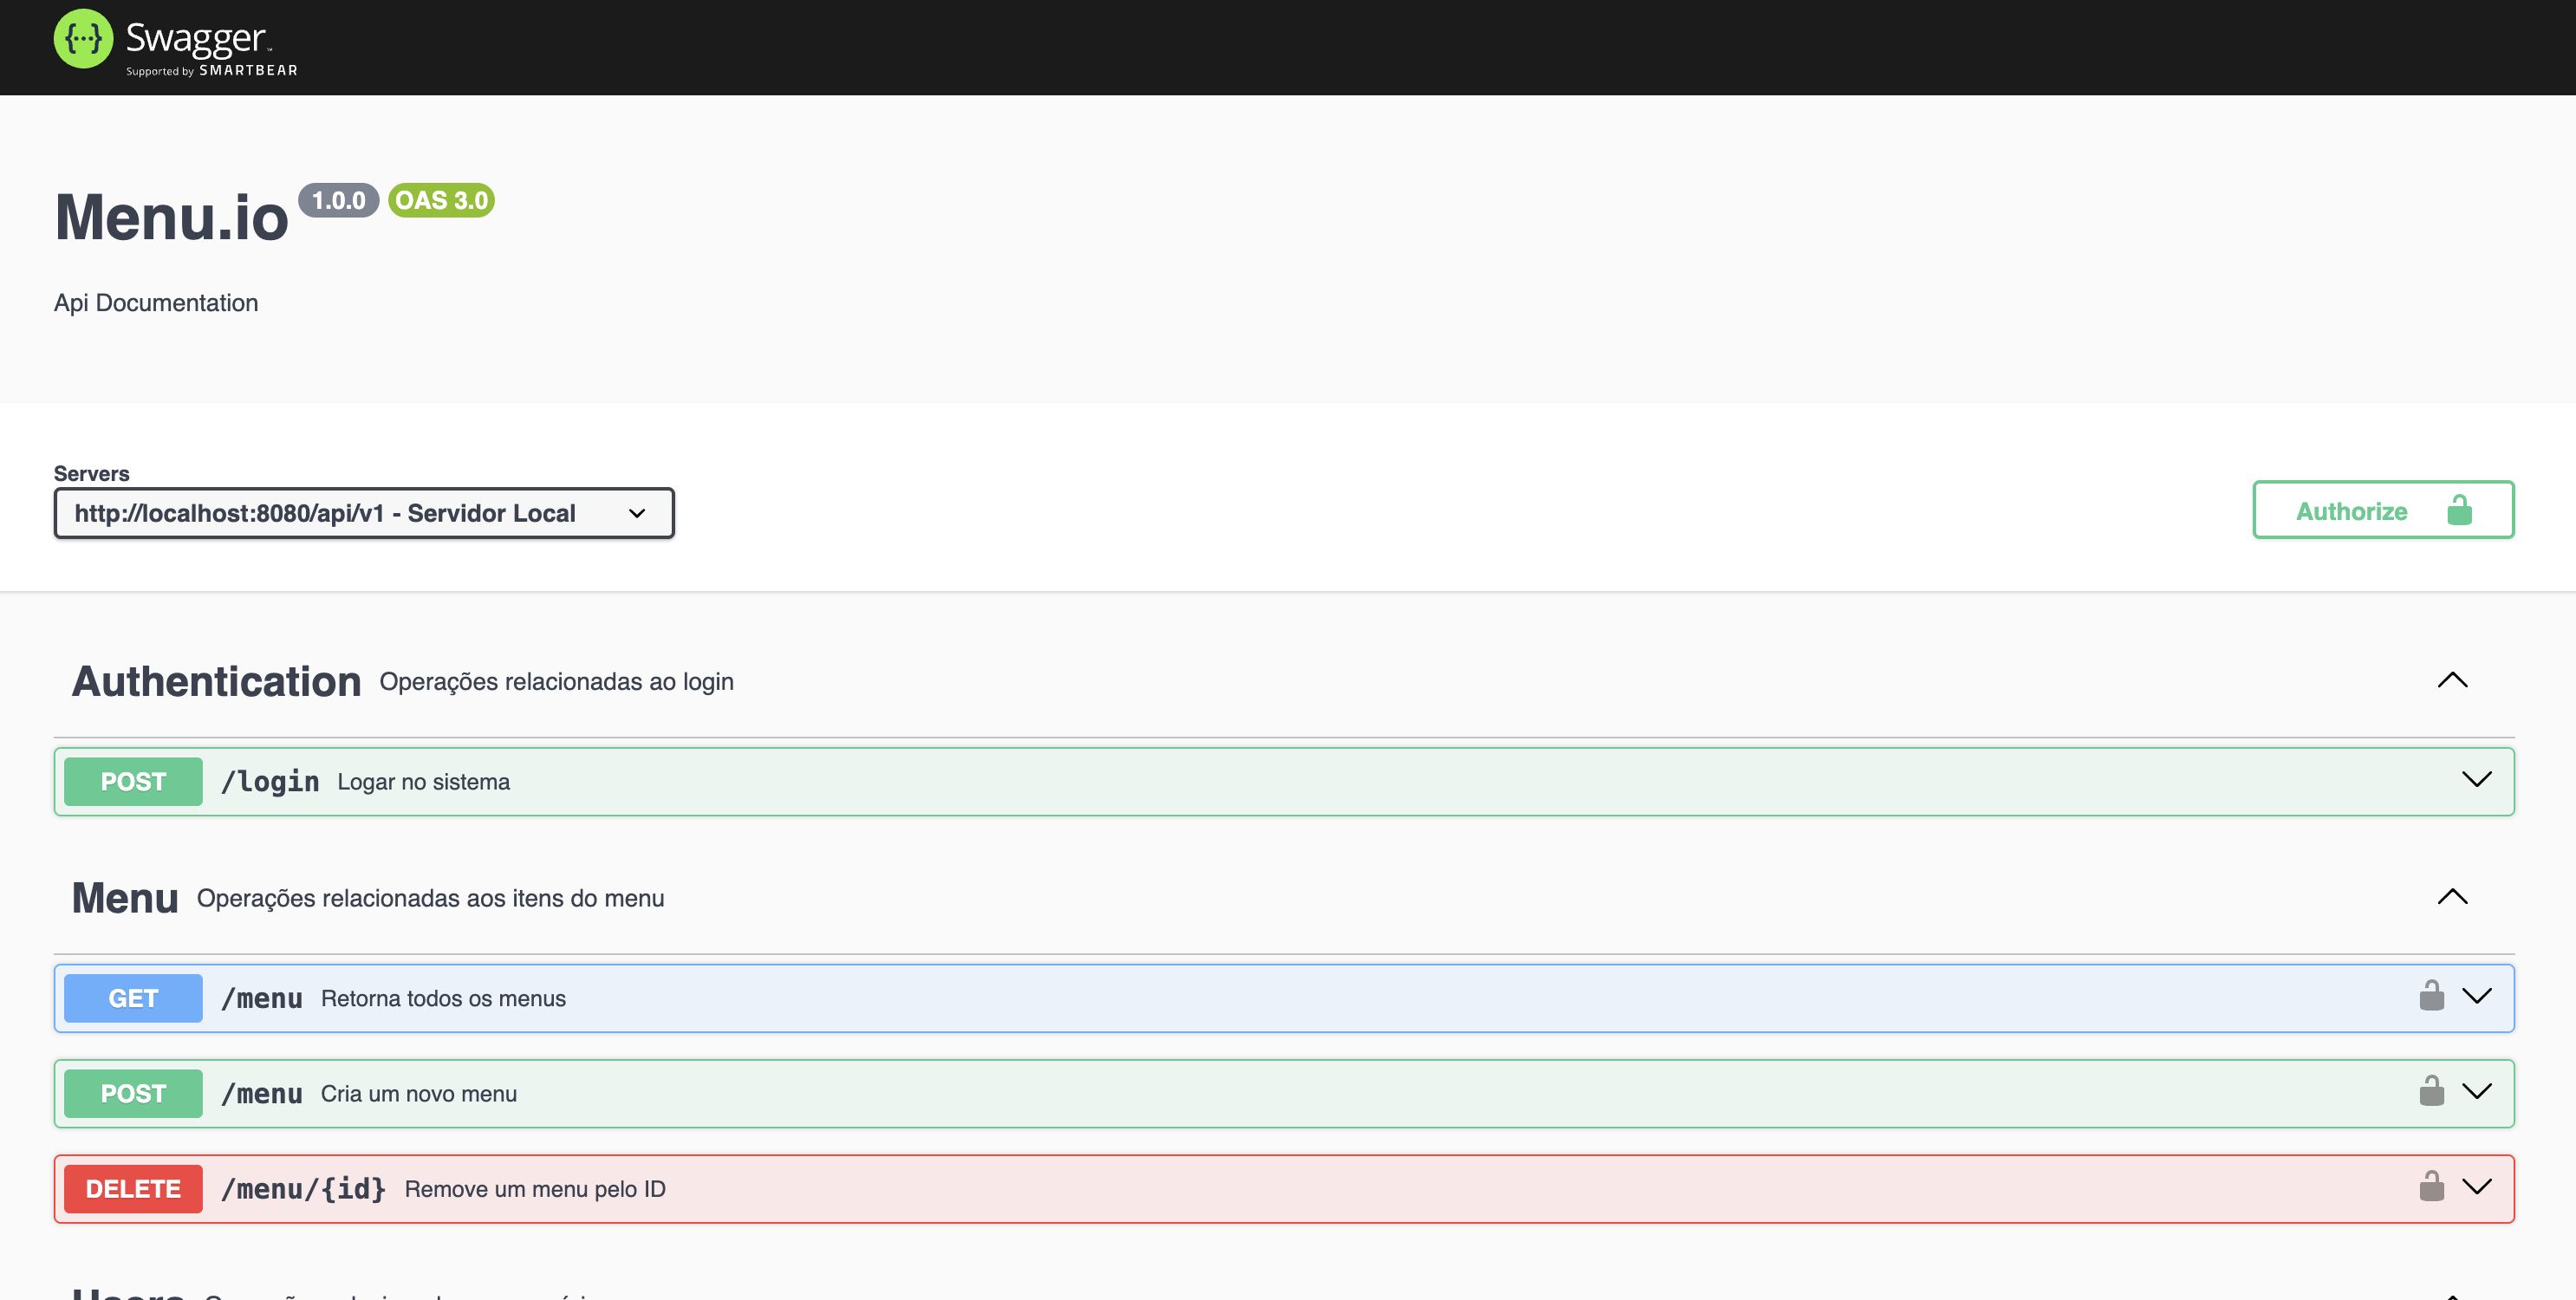 Swagger™
Supported by SMARTBEAR
Menu.io 1.0.0 OAS 3.0
Api Documentation
Servers
http://localhost:8080/api/v1 - Servidor Local
Authorize
Authentication Operações relacionadas ao login
POST /login Logar no sistema
Menu Operações relacionadas aos itens do menu
GET /menu Retorna todos os menus
POST /menu Cria um novo menu
DELETE /menu/{id} Remove um menu pelo ID
Users